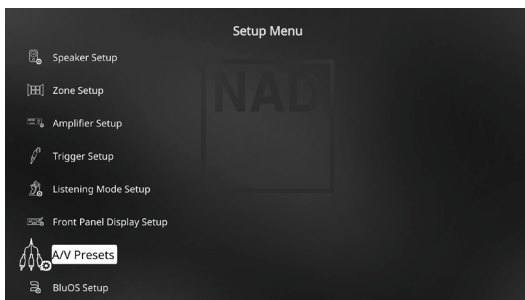 Setup Menu
NAD
Speaker Setup
Zone Setup
Amplifier Setup
Trigger Setup
Listening Mode Setup
Front Panel Display Setup
A/V Presets
BluOS Setup